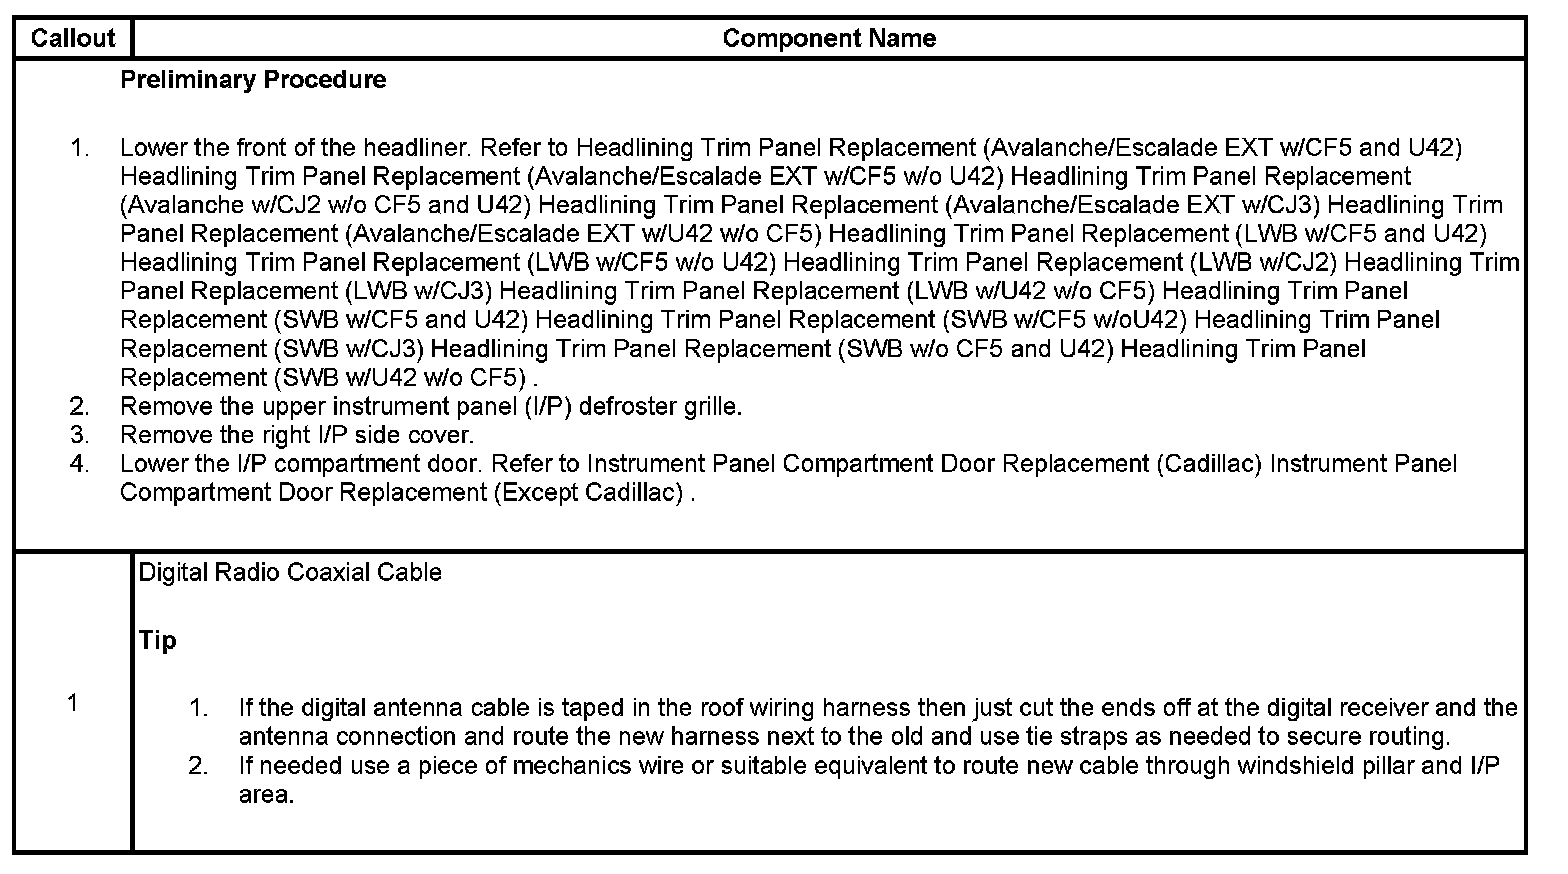 Callout Component Name
Preliminary Procedure
1. Lower the front of the headliner. Refer to Headlining Trim Panel Replacement (Avalanche/Escalade EXT w/CF5 and U42)
Headlining Trim Panel Replacement (Avalanche/Escalade EXT w/CF5 w/o U42) Headlining Trim Panel Replacement
(Avalanche w/CJ2 w/o CF5 and U42) Headlining Trim Panel Replacement (Avalanche/Escalade EXT w/CJ3) Headlining Trim
Panel Replacement (Avalanche/Escalade EXT w/U42 w/o CF5) Headlining Trim Panel Replacement (LWB w/CF5 and U42)
Headlining Trim Panel Replacement (LWB w/CF5 w/o U42) Headlining Trim Panel Replacement (LWB w/CJ2) Headlining Trim
Panel Replacement (LWB w/CJ3) Headlining Trim Panel Replacement (LWB w/U42 w/o CF5) Headlining Trim Panel
Replacement (SWB w/CF5 and U42) Headlining Trim Panel Replacement (SWB w/CF5 w/oU42) Headlining Trim Panel
Replacement (SWB w/CJ3) Headlining Trim Panel Replacement (SWB w/o CF5 and U42) Headlining Trim Panel
Replacement (SWB w/U42 w/o CF5) .
2. Remove the upper instrument panel (I/P) defroster grille.
3. Remove the right I/P side cover.
4. Lower the I/P compartment door. Refer to Instrument Panel Compartment Door Replacement (Cadillac) Instrument Panel
Compartment Door Replacement (Except Cadillac) .
1
Digital Radio Coaxial Cable
Tip
1. If the digital antenna cable is taped in the roof wiring harness then just cut the ends off at the digital receiver and the
antenna connection and route the new harness next to the old and use tie straps as needed to secure routing.
2. If needed use a piece of mechanics wire or suitable equivalent to route new cable through windshield pillar and I/P
area.